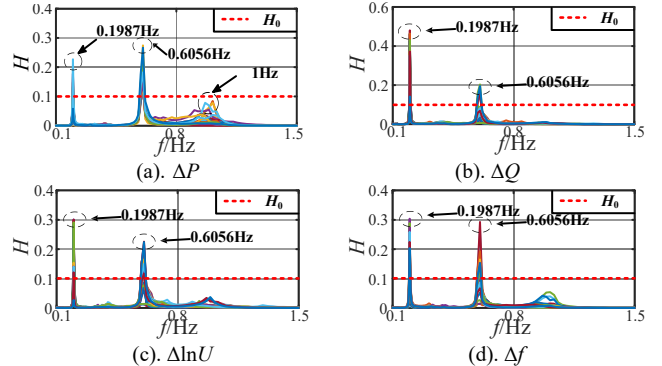 0.4
0.3
0.2
0.1
0
H
0.1987Hz
0.6056Hz
1Hz
H₀
0.1 0.8 1.5
f/Hz
(a). ΔP
0.6
0.4
0.2
0
H
0.1987Hz
0.6056Hz
H₀
0.1 0.8 1.5
f/Hz
(b). ΔQ
0.4
0.3
0.2
0.1
0
H
0.1987Hz
0.6056Hz
H₀
0.1 0.8 1.5
f/Hz
(c). ΔlnU
0.4
0.3
0.2
0.1
0
H
0.1987Hz
0.6056Hz
H₀
0.1 0.8 1.5
f/Hz
(d). Δf